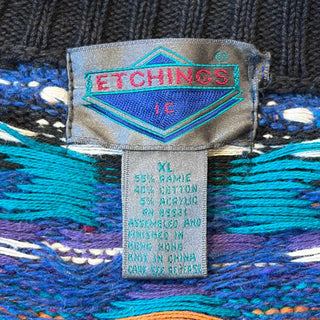 ETCHINGS
I.C.
®
XL
55% RAMIE
40% COTTON
5% ACRYLIC
RN 85531
ASSEMBLED AND
FINISHED IN
HONG KONG
KNIT IN CHINA
CARE SEE REVERSE